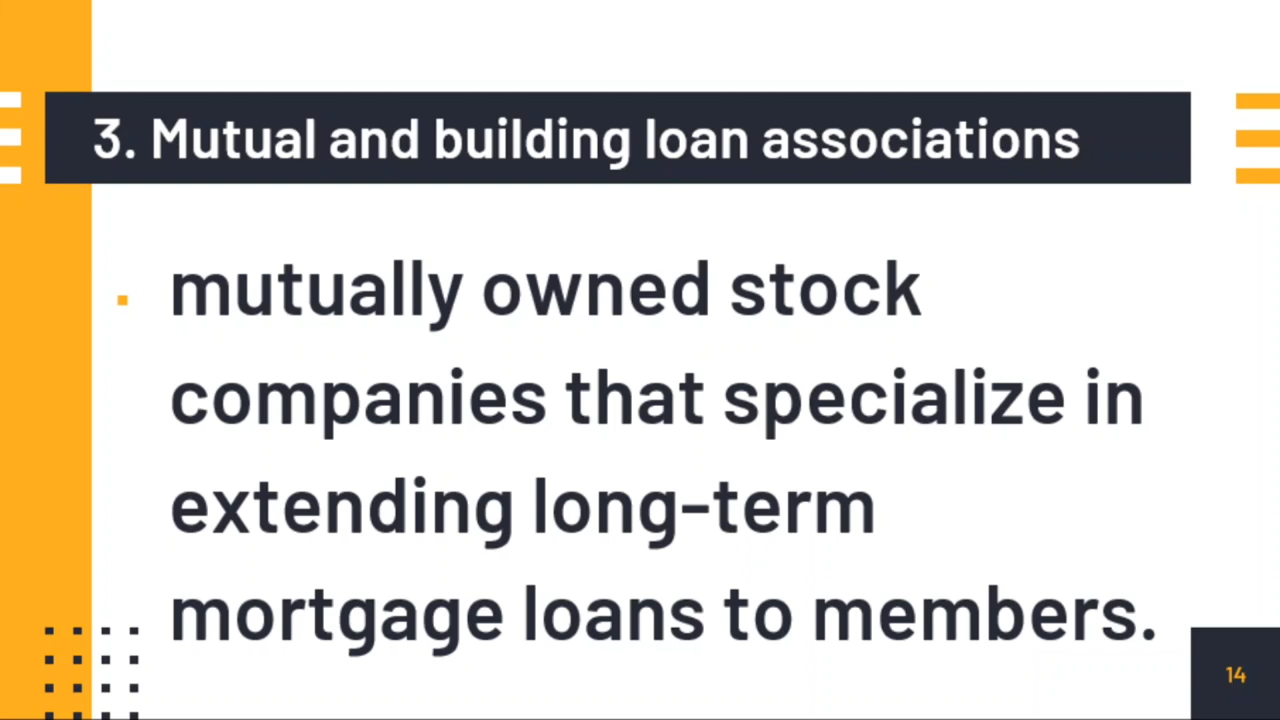 3. Mutual and building loan associations
mutually owned stock
companies that specialize in
extending long-term
mortgage loans to members.
14